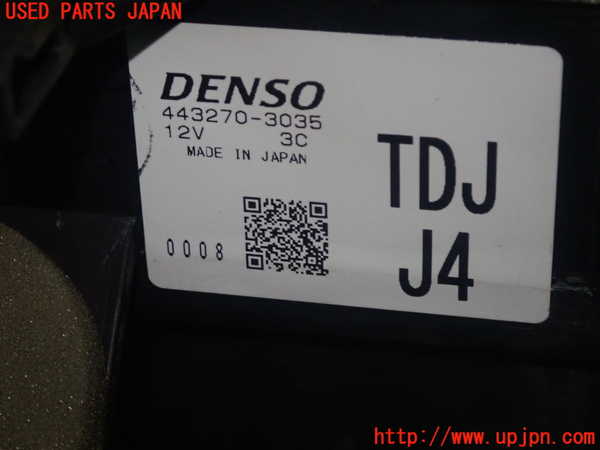 USED PARTS JAPAN
DENSO
443270-3035
12V 3C
MADE IN JAPAN
TDJ
0008
J4
http://www.upjpn.com